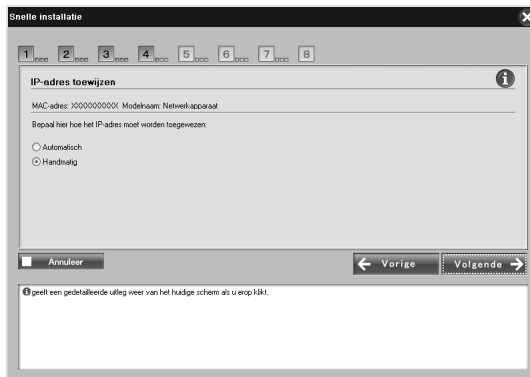 Snelle installatie
1 2 3 4 5 6 7 8
IP-adres toewijzen
MAC-adres: XXXXXXXXXX Modelnaam: Netwerkapparaat
Bepaal hier hoe het IP-adres moet worden toegewezen:
Automatisch
Handmatig
Annuleer
Vorige
Volgende
geeft een gedetailleerde uitleg weer van het huidige scherm als u erop klikt.